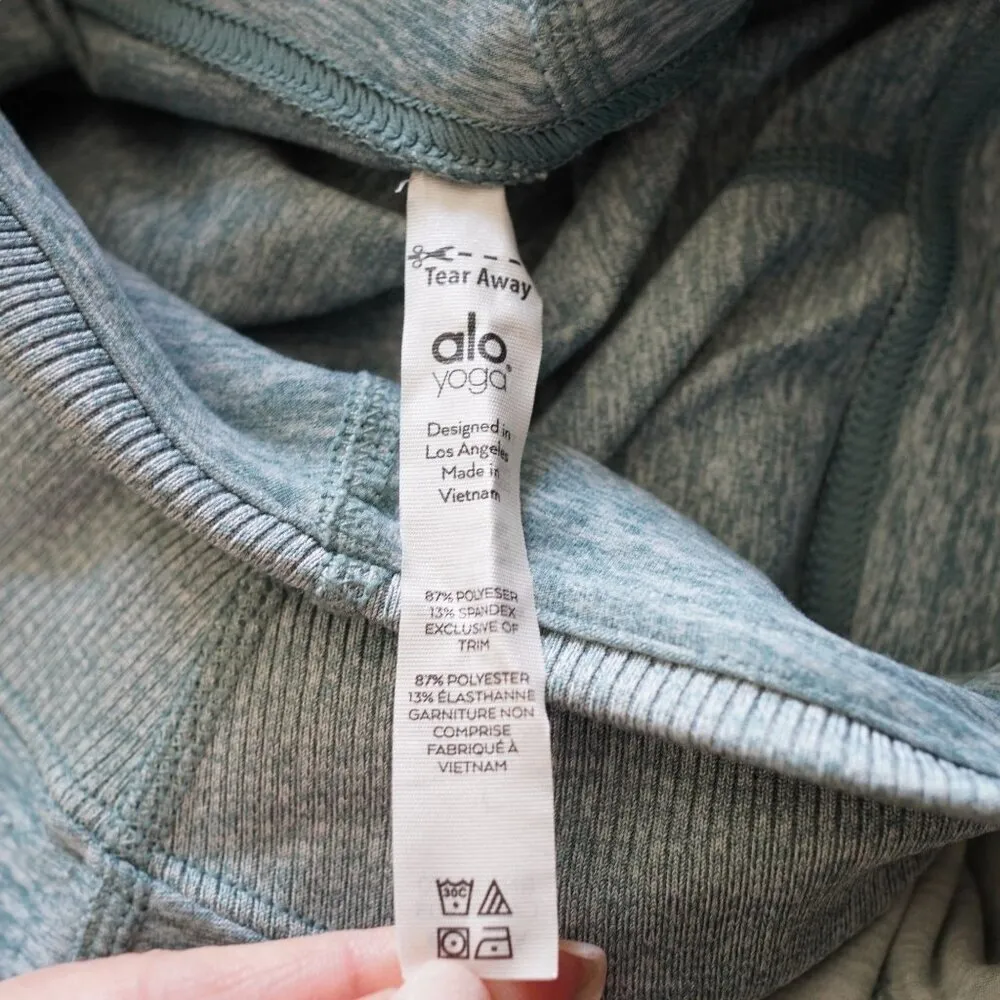 Tear Away
alo
yoga®
Designed in
Los Angeles
Made in
Vietnam
87% POLYESER
13% SPANDEX
EXCLUSIVE OF
TRIM
87% POLYESTER
13% ÉLASTHANNE
GARNITURE NON
COMPRISE
FABRIQUÉ À
VIETNAM
30C